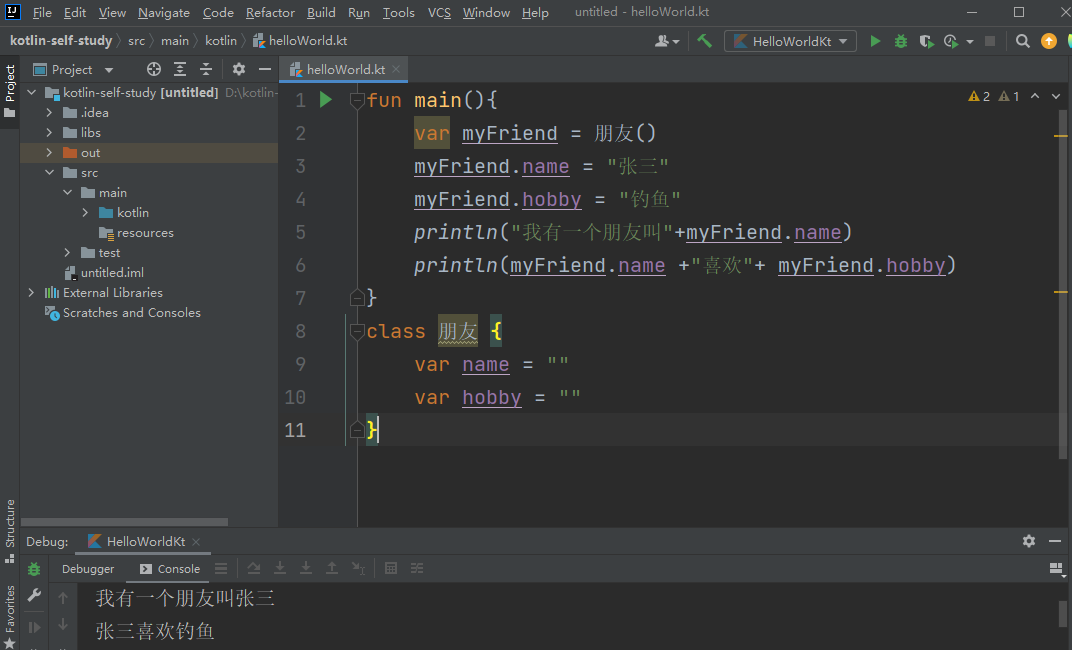 File Edit View Navigate Code Refactor Build Run Tools VCS Window Help untitled - helloWorld.kt
kotlin-self-study src main kotlin helloWorld.kt HelloWorldKt
Project helloWorld.kt
Project
kotlin-self-study [untitled] D:\kotlin-
.idea
libs
out
src
main
kotlin
resources
test
untitled.iml
External Libraries
Scratches and Consoles
2 1
1 fun main(){
2 var myFriend = 朋友()
3 myFriend.name = "张三"
4 myFriend.hobby = "钓鱼"
5 println("我有一个朋友叫"+myFriend.name)
6 println(myFriend.name +"喜欢"+ myFriend.hobby)
7 }
8 class 朋友 {
9 var name = ""
10 var hobby = ""
11 }
Structure
Favorites
Debug: HelloWorldKt
Debugger Console
我有一个朋友叫张三
张三喜欢钓鱼